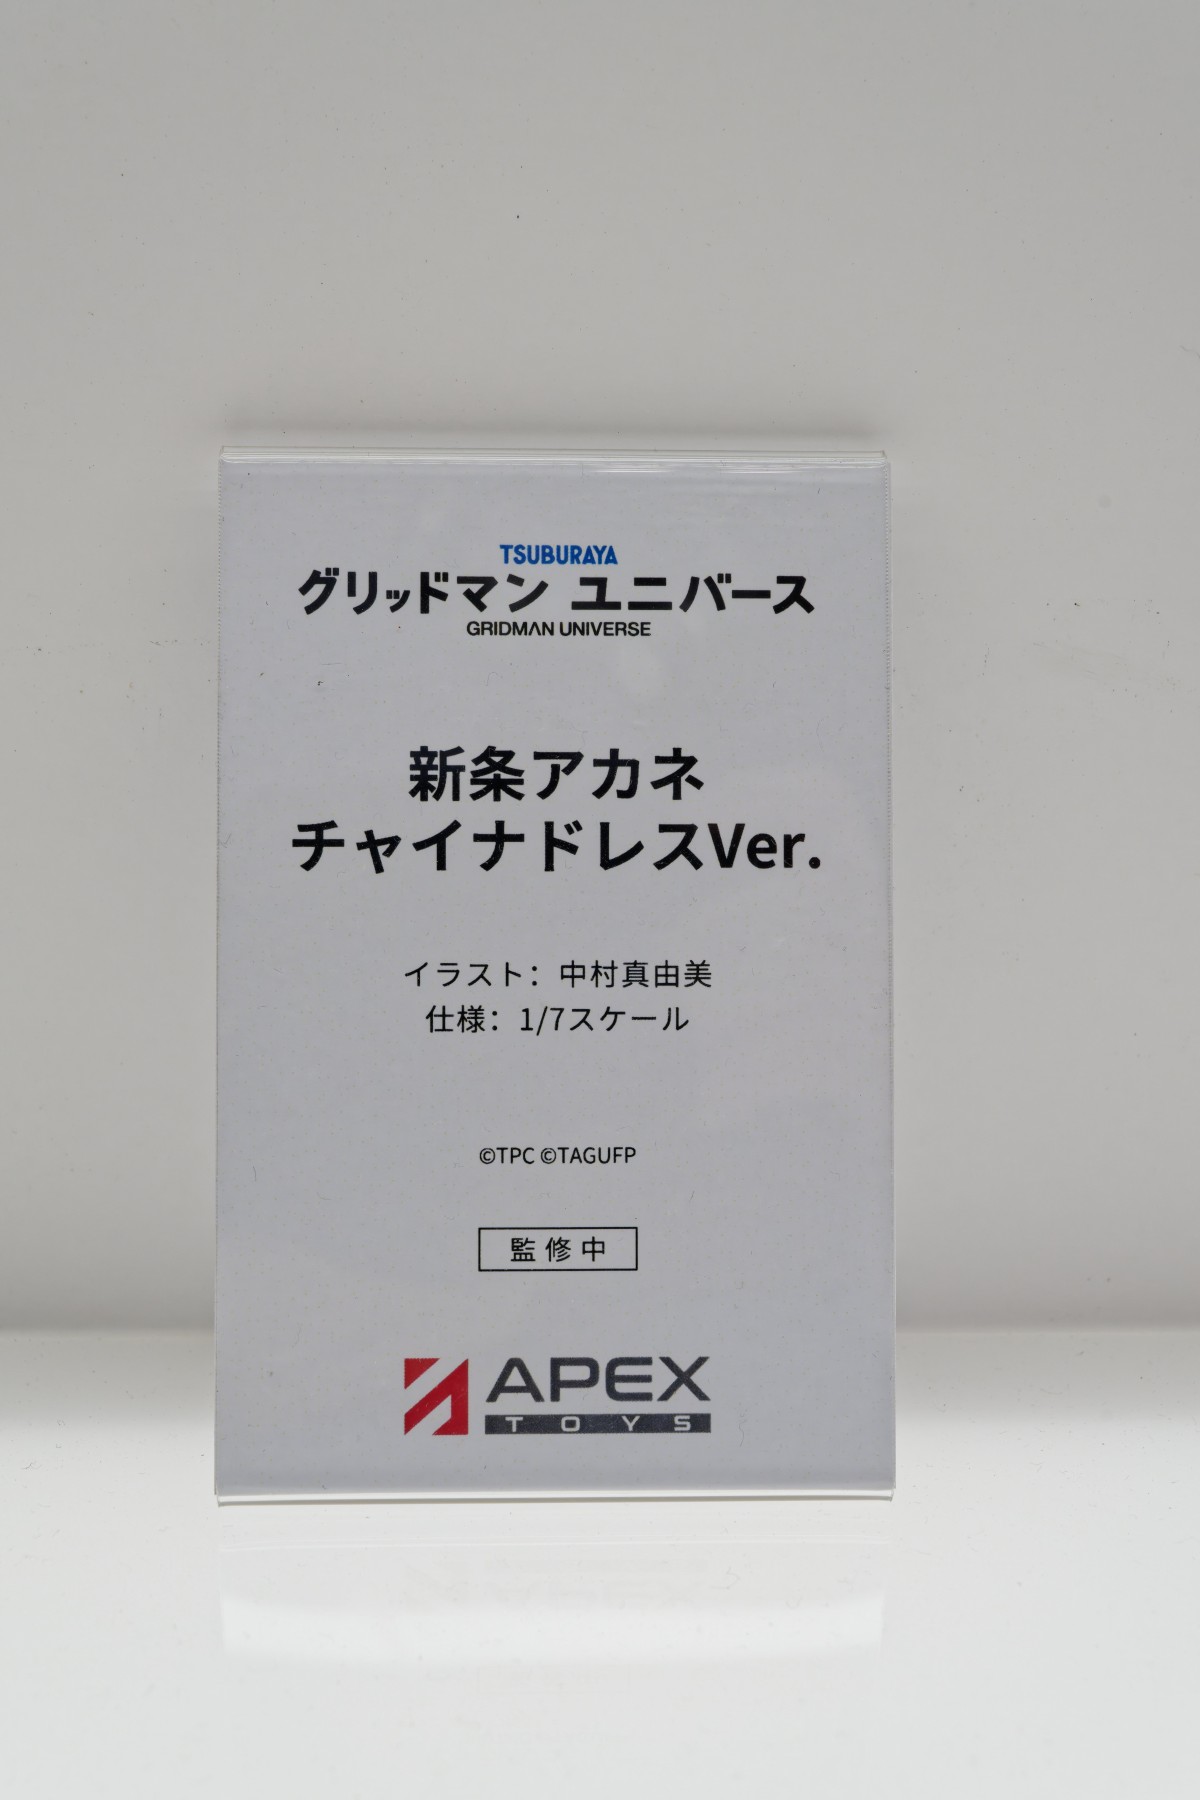 TSUBURAYA
グリッドマン ユニバース
GRIDMAN UNIVERSE
新条アカネ
チャイナドレスVer.
イラスト：中村真由美
仕様：1/7スケール
©TPC ©TAGUFP
監修中
APEX
TOYS